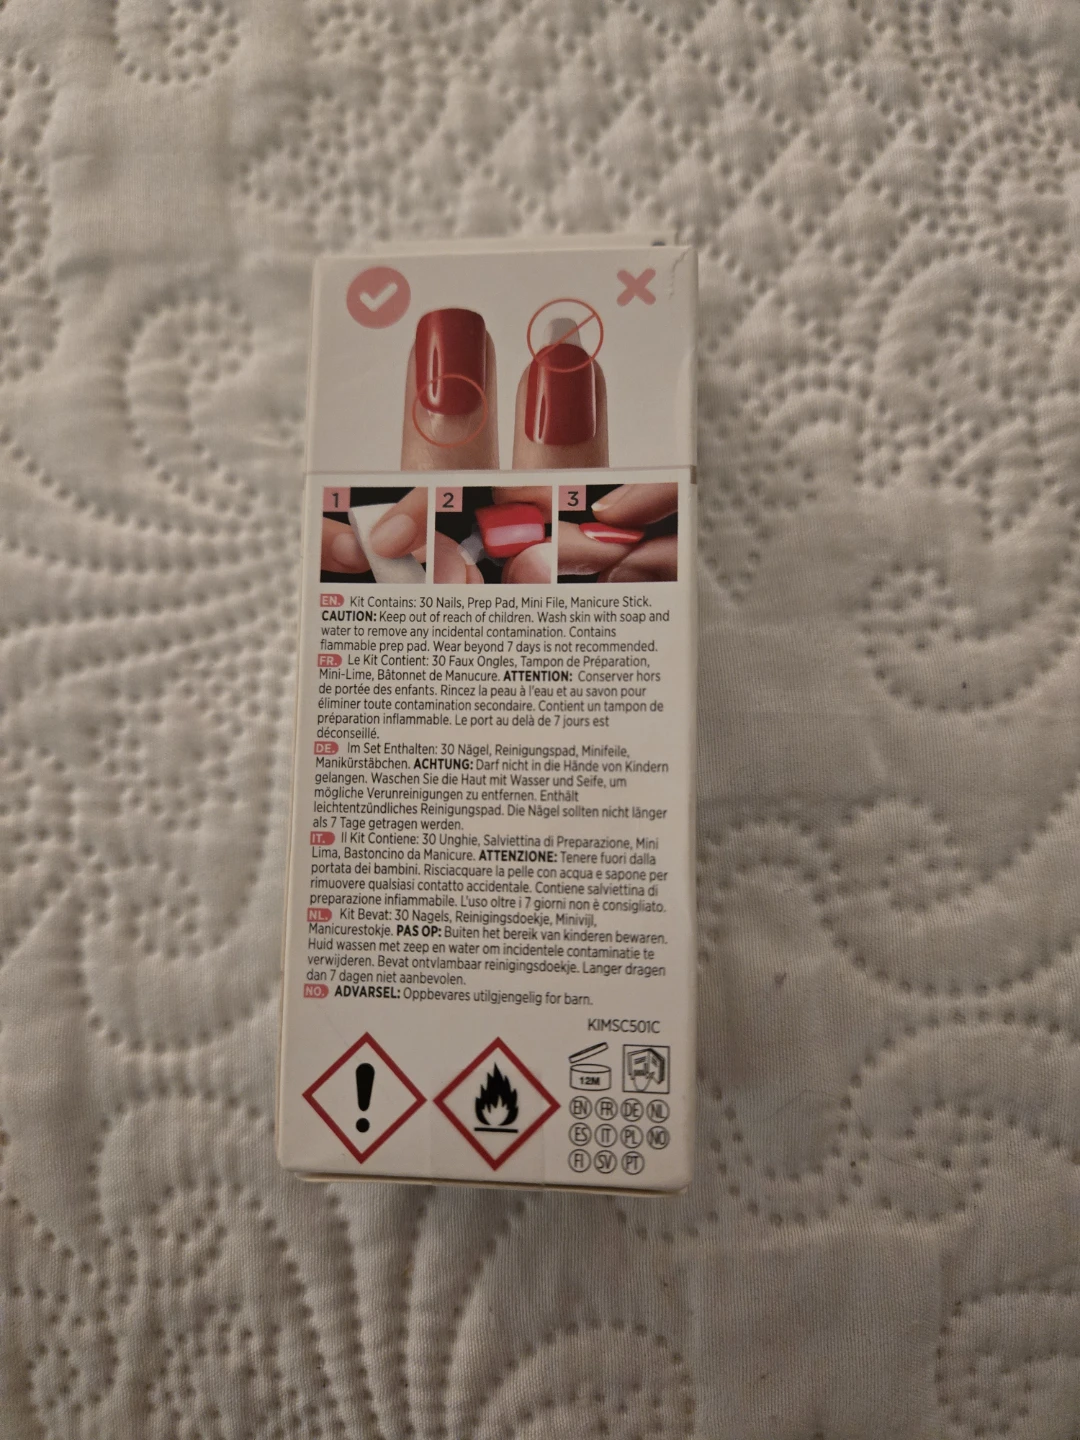 1 2 3
EN. Kit Contains: 30 Nails, Prep Pad, Mini File, Manicure Stick.
CAUTION: Keep out of reach of children. Wash skin with soap and
water to remove any incidental contamination. Contains
flammable prep pad. Wear beyond 7 days is not recommended.
FR. Le Kit Contient: 30 Faux Ongles, Tampon de Préparation,
Mini-Lime, Bâtonnet de Manucure. ATTENTION: Conserver hors
de portée des enfants. Rincez la peau à l'eau et au savon pour
éliminer toute contamination secondaire. Contient un tampon de
préparation inflammable. Le port au delà de 7 jours est
déconseillé.
DE. Im Set Enthalten: 30 Nägel, Reinigungspad, Minifeile,
Manikürstäbchen. ACHTUNG: Darf nicht in die Hände von Kindern
gelangen. Waschen Sie die Haut mit Wasser und Seife, um
mögliche Verunreinigungen zu entfernen. Enthält
leichtentzündliches Reinigungspad. Die Nägel sollten nicht länger
als 7 Tage getragen werden.
IT. Il Kit Contiene: 30 Unghie, Salviettina di Preparazione, Mini
Lima, Bastoncino da Manicure. ATTENZIONE: Tenere fuori dalla
portata dei bambini. Risciacquare la pelle con acqua e sapone per
rimuovere qualsiasi contatto accidentale. Contiene salviettina di
preparazione infiammabile. L'uso oltre i 7 giorni non è consigliato.
NL. Kit Bevat: 30 Nagels, Reinigingsdoekje, Minivijl,
Manicurestokje. PAS OP: Buiten het bereik van kinderen bewaren.
Huid wassen met zeep en water om incidentele contaminatie te
verwijderen. Bevat ontvlambaar reinigingsdoekje. Langer dragen
dan 7 dagen niet aanbevolen.
NO. ADVARSEL: Oppbevares utilgjengelig for barn.
KIMSC501C
12M
EN FR DE NL
ES IT PL NO
FI SV PT